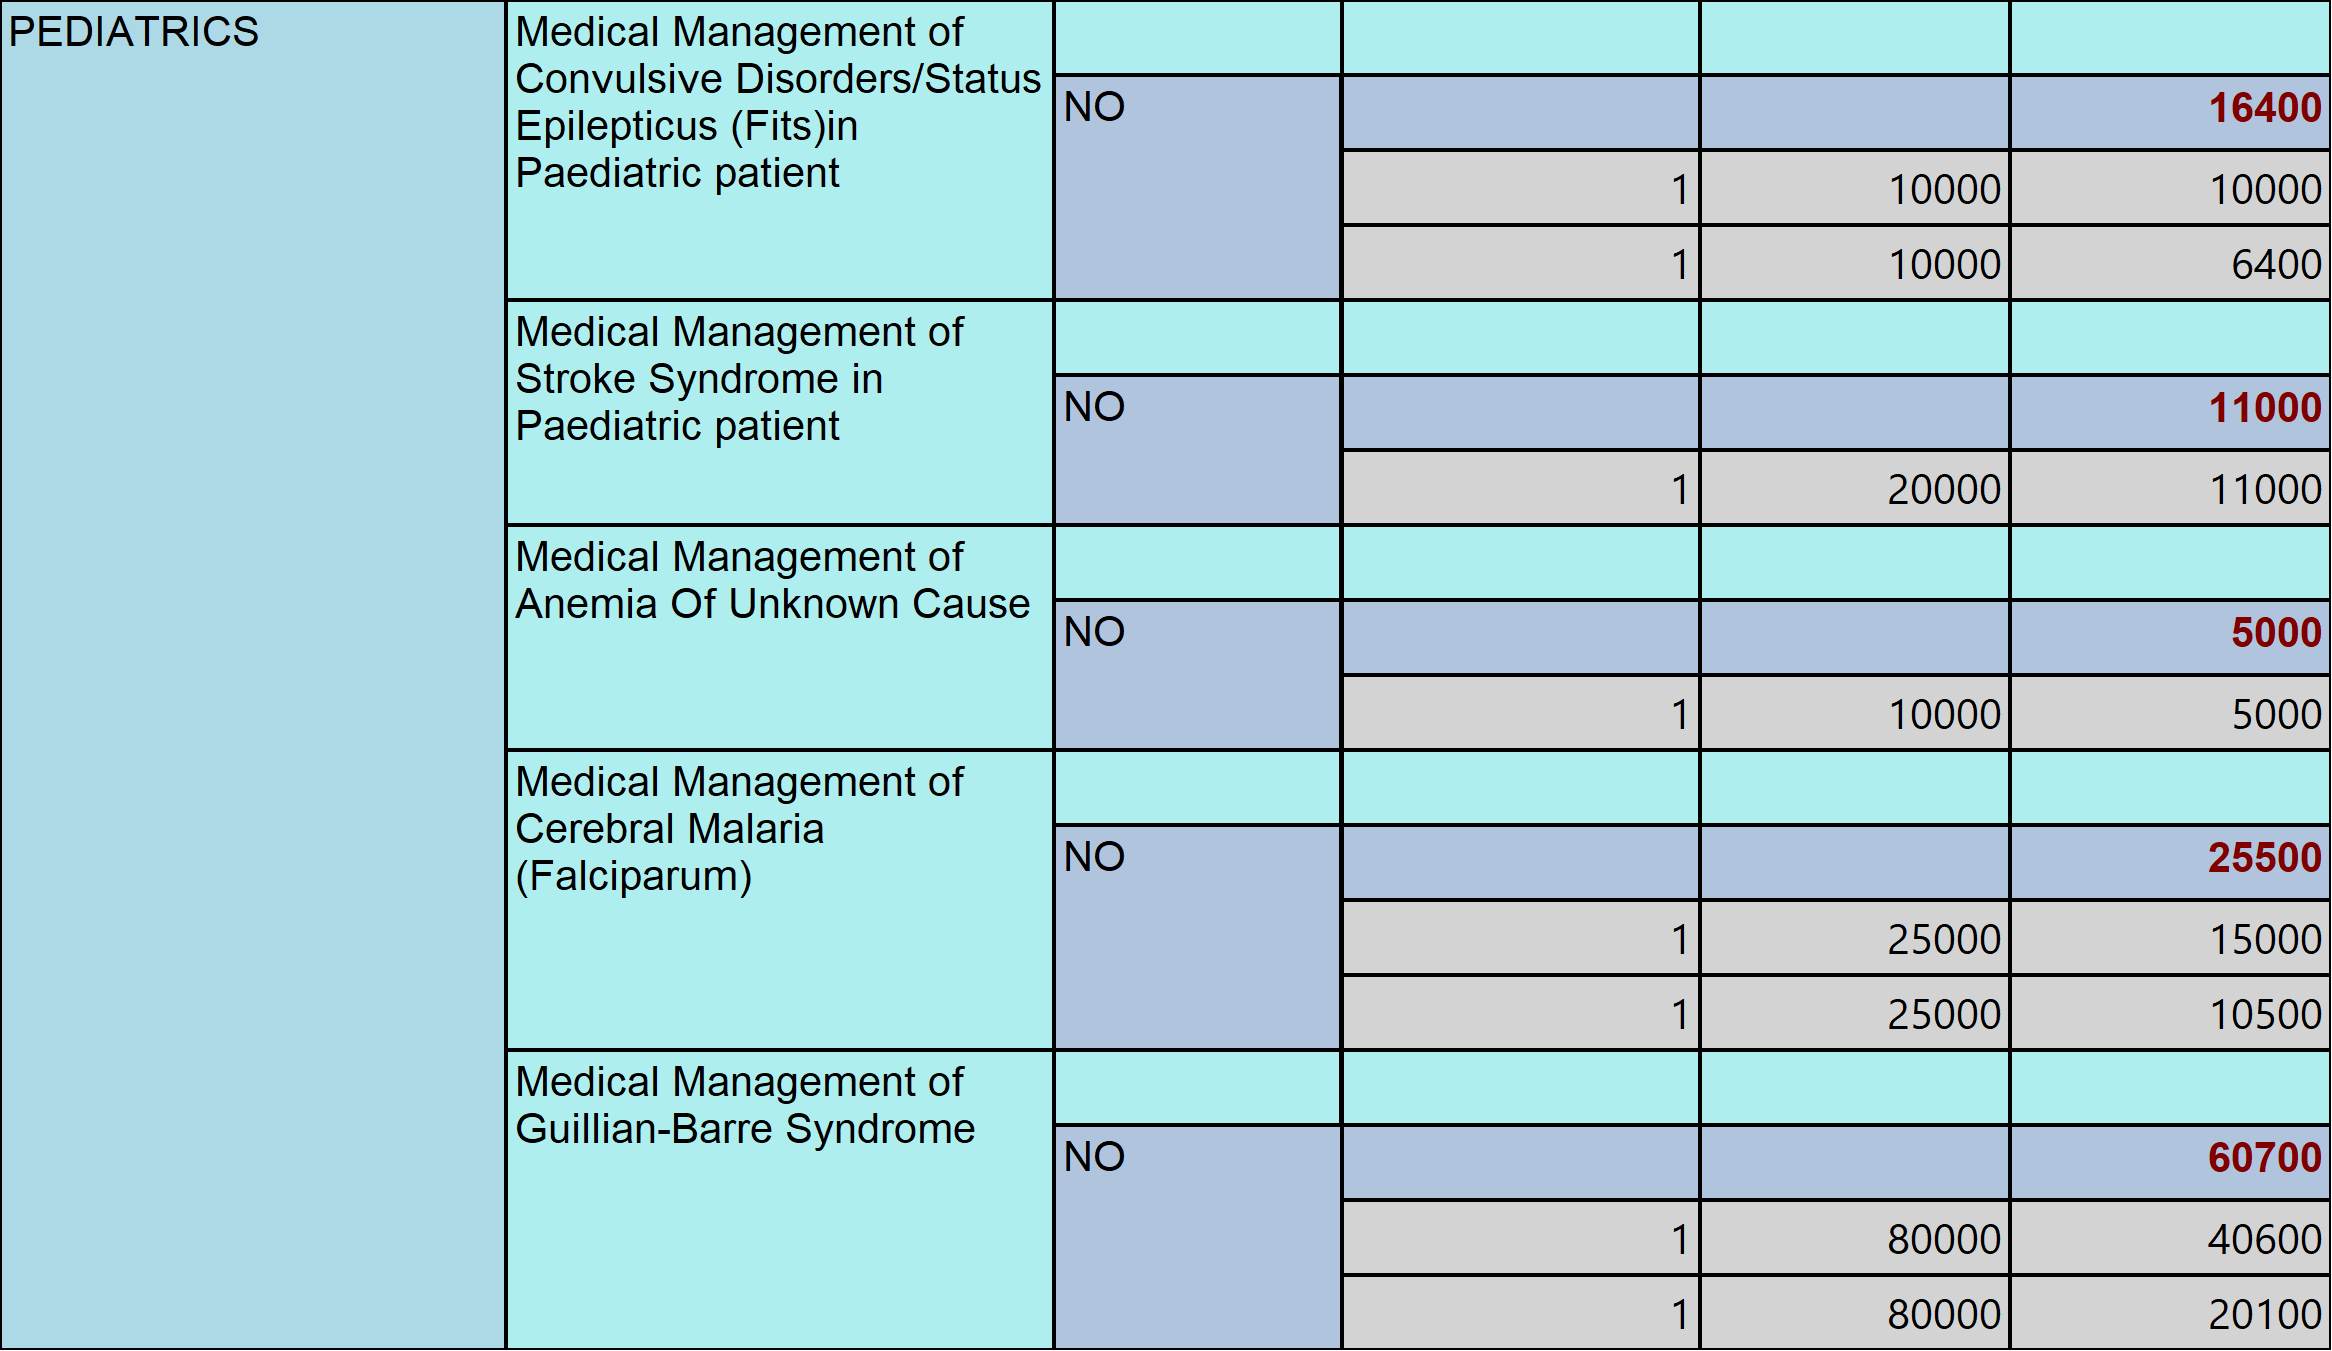 PEDIATRICS
Medical Management of
Convulsive Disorders/Status
Epilepticus (Fits)in
Paediatric patient
NO
16400
1 10000 10000
1 10000 6400
Medical Management of
Stroke Syndrome in
Paediatric patient
NO
11000
1 20000 11000
Medical Management of
Anemia Of Unknown Cause
NO
5000
1 10000 5000
Medical Management of
Cerebral Malaria
(Falciparum)
NO
25500
1 25000 15000
1 25000 10500
Medical Management of
Guillian-Barre Syndrome
NO
60700
1 80000 40600
1 80000 20100